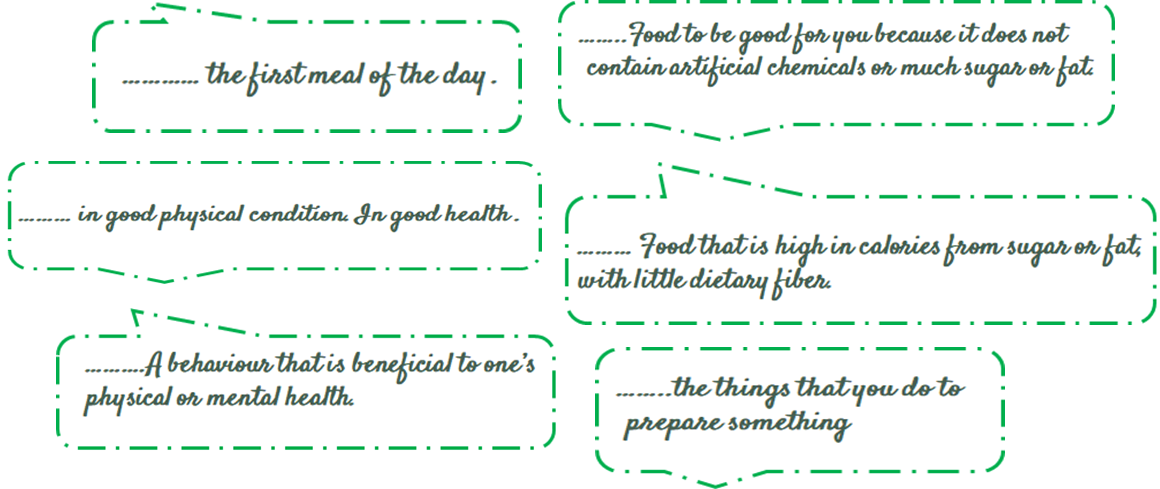 ………… the first meal of the day .
……..Food to be good for you because it does not
contain artificial chemicals or much sugar or fat.
……… in good physical condition. In good health .
……… Food that is high in calories from sugar or fat,
with little dietary fiber.
……….A behaviour that is beneficial to one’s
physical or mental health.
……..the things that you do to
prepare something